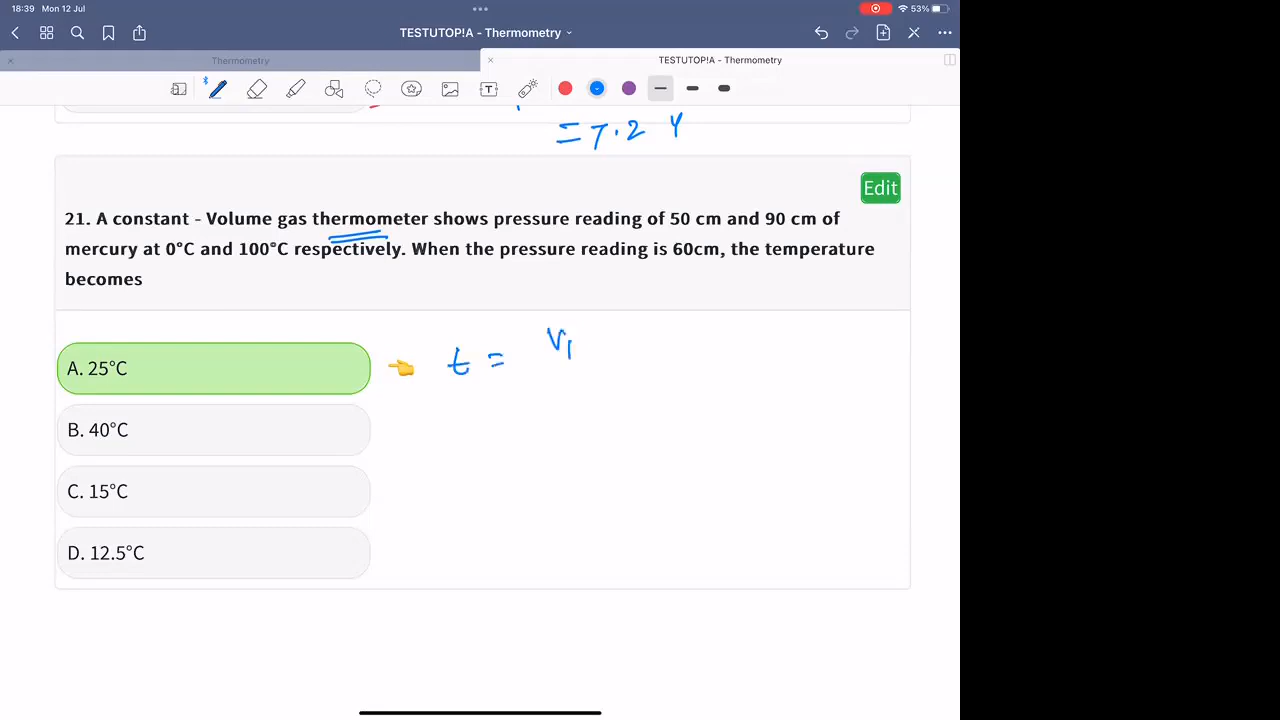 18:39 Mon 12 Jul
53%
TESTUTOP!A - Thermometry
Thermometry
TESTUTOP!A - Thermometry
= 7.2 Y
Edit
21. A constant - Volume gas thermometer shows pressure reading of 50 cm and 90 cm of
mercury at 0°C and 100°C respectively. When the pressure reading is 60cm, the temperature
becomes
A. 25°C
t = V1
B. 40°C
C. 15°C
D. 12.5°C